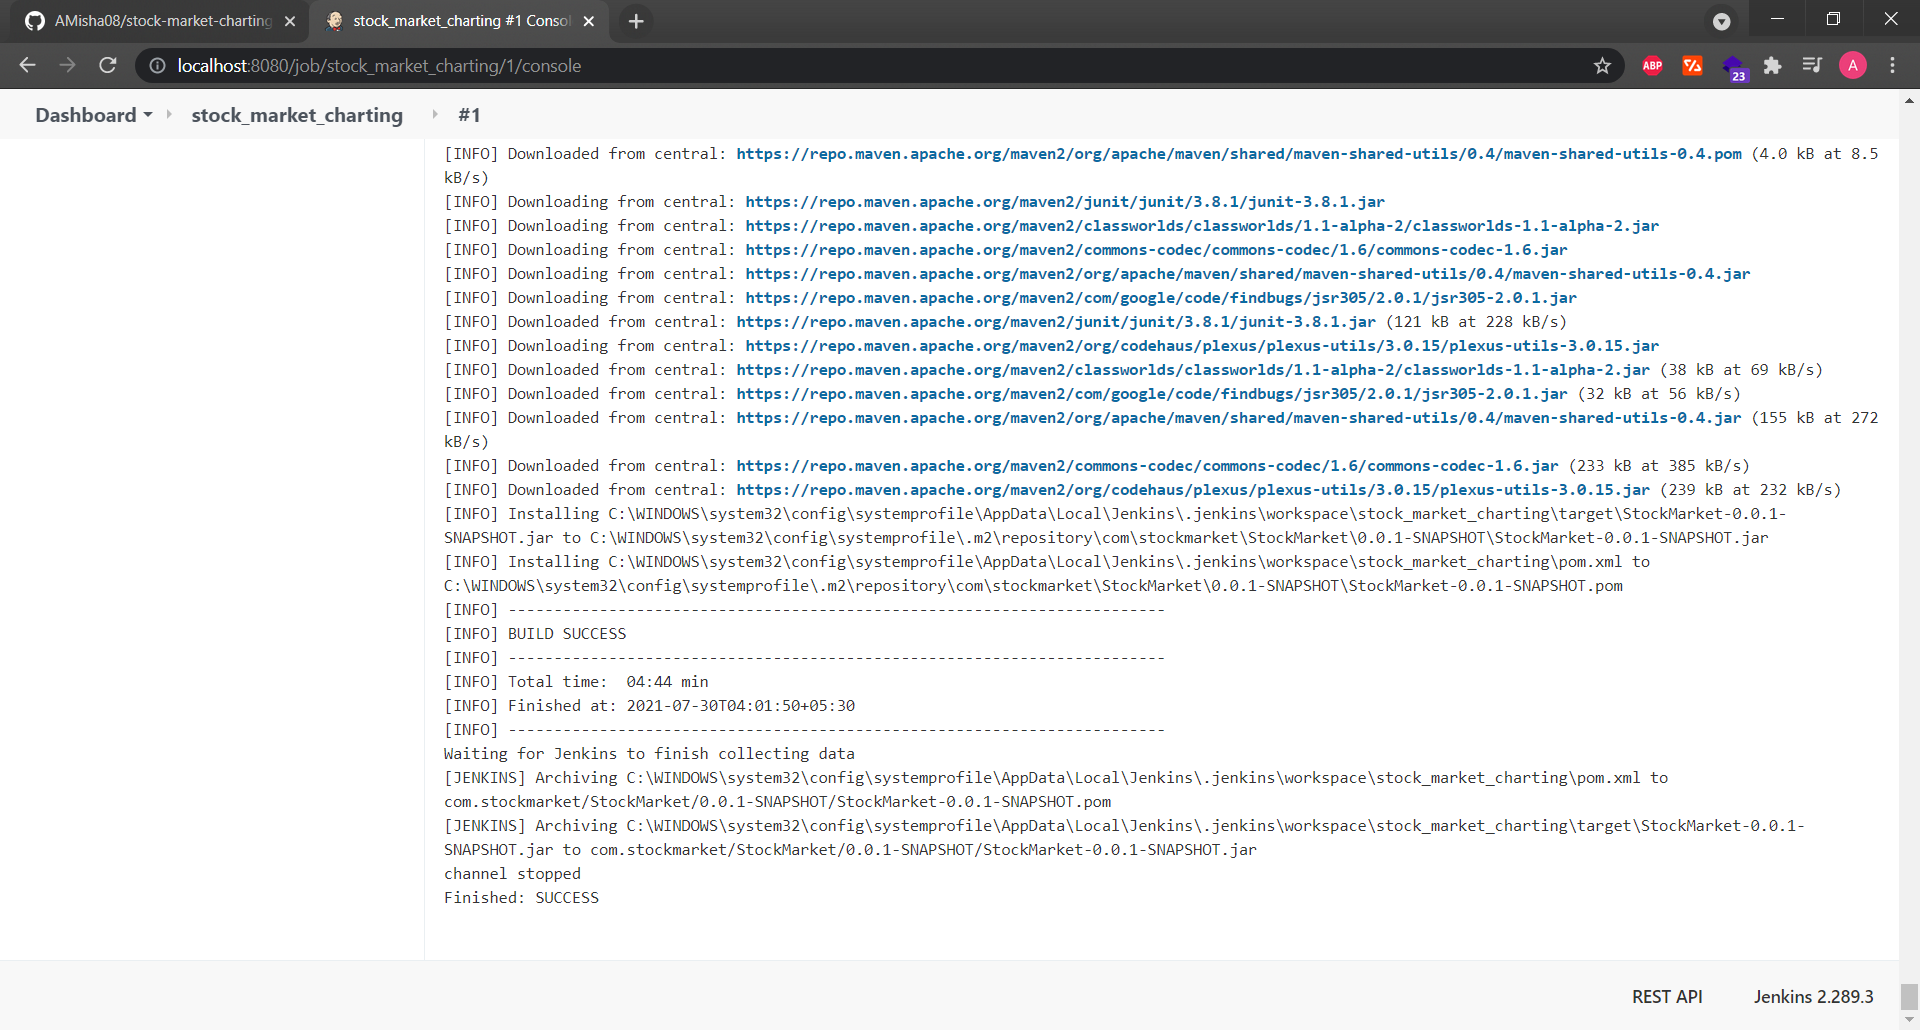 AMisha08/stock-market-charting
stock_market_charting #1 Consol
localhost:8080/job/stock_market_charting/1/console
ABP
23
A
Dashboard
stock_market_charting
#1
[INFO] Downloaded from central: https://repo.maven.apache.org/maven2/org/apache/maven/shared/maven-shared-utils/0.4/maven-shared-utils-0.4.pom (4.0 kB at 8.5
kB/s)
[INFO] Downloading from central: https://repo.maven.apache.org/maven2/junit/junit/3.8.1/junit-3.8.1.jar
[INFO] Downloading from central: https://repo.maven.apache.org/maven2/classworlds/classworlds/1.1-alpha-2/classworlds-1.1-alpha-2.jar
[INFO] Downloading from central: https://repo.maven.apache.org/maven2/commons-codec/commons-codec/1.6/commons-codec-1.6.jar
[INFO] Downloading from central: https://repo.maven.apache.org/maven2/org/apache/maven/shared/maven-shared-utils/0.4/maven-shared-utils-0.4.jar
[INFO] Downloading from central: https://repo.maven.apache.org/maven2/com/google/code/findbugs/jsr305/2.0.1/jsr305-2.0.1.jar
[INFO] Downloaded from central: https://repo.maven.apache.org/maven2/junit/junit/3.8.1/junit-3.8.1.jar (121 kB at 228 kB/s)
[INFO] Downloading from central: https://repo.maven.apache.org/maven2/org/codehaus/plexus/plexus-utils/3.0.15/plexus-utils-3.0.15.jar
[INFO] Downloaded from central: https://repo.maven.apache.org/maven2/classworlds/classworlds/1.1-alpha-2/classworlds-1.1-alpha-2.jar (38 kB at 69 kB/s)
[INFO] Downloaded from central: https://repo.maven.apache.org/maven2/com/google/code/findbugs/jsr305/2.0.1/jsr305-2.0.1.jar (32 kB at 56 kB/s)
[INFO] Downloaded from central: https://repo.maven.apache.org/maven2/org/apache/maven/shared/maven-shared-utils/0.4/maven-shared-utils-0.4.jar (155 kB at 272
kB/s)
[INFO] Downloaded from central: https://repo.maven.apache.org/maven2/commons-codec/commons-codec/1.6/commons-codec-1.6.jar (233 kB at 385 kB/s)
[INFO] Downloaded from central: https://repo.maven.apache.org/maven2/org/codehaus/plexus/plexus-utils/3.0.15/plexus-utils-3.0.15.jar (239 kB at 232 kB/s)
[INFO] Installing C:\WINDOWS\system32\config\systemprofile\AppData\Local\Jenkins\.jenkins\workspace\stock_market_charting\target\StockMarket-0.0.1-
SNAPSHOT.jar to C:\WINDOWS\system32\config\systemprofile\.m2\repository\com\stockmarket\StockMarket\0.0.1-SNAPSHOT\StockMarket-0.0.1-SNAPSHOT.jar
[INFO] Installing C:\WINDOWS\system32\config\systemprofile\AppData\Local\Jenkins\.jenkins\workspace\stock_market_charting\pom.xml to
C:\WINDOWS\system32\config\systemprofile\.m2\repository\com\stockmarket\StockMarket\0.0.1-SNAPSHOT\StockMarket-0.0.1-SNAPSHOT.pom
[INFO] ------------------------------------------------------------------------
[INFO] BUILD SUCCESS
[INFO] ------------------------------------------------------------------------
[INFO] Total time:  04:44 min
[INFO] Finished at: 2021-07-30T04:01:50+05:30
[INFO] ------------------------------------------------------------------------
Waiting for Jenkins to finish collecting data
[JENKINS] Archiving C:\WINDOWS\system32\config\systemprofile\AppData\Local\Jenkins\.jenkins\workspace\stock_market_charting\pom.xml to
com.stockmarket/StockMarket/0.0.1-SNAPSHOT/StockMarket-0.0.1-SNAPSHOT.pom
[JENKINS] Archiving C:\WINDOWS\system32\config\systemprofile\AppData\Local\Jenkins\.jenkins\workspace\stock_market_charting\target\StockMarket-0.0.1-
SNAPSHOT.jar to com.stockmarket/StockMarket/0.0.1-SNAPSHOT/StockMarket-0.0.1-SNAPSHOT.jar
channel stopped
Finished: SUCCESS
REST API
Jenkins 2.289.3